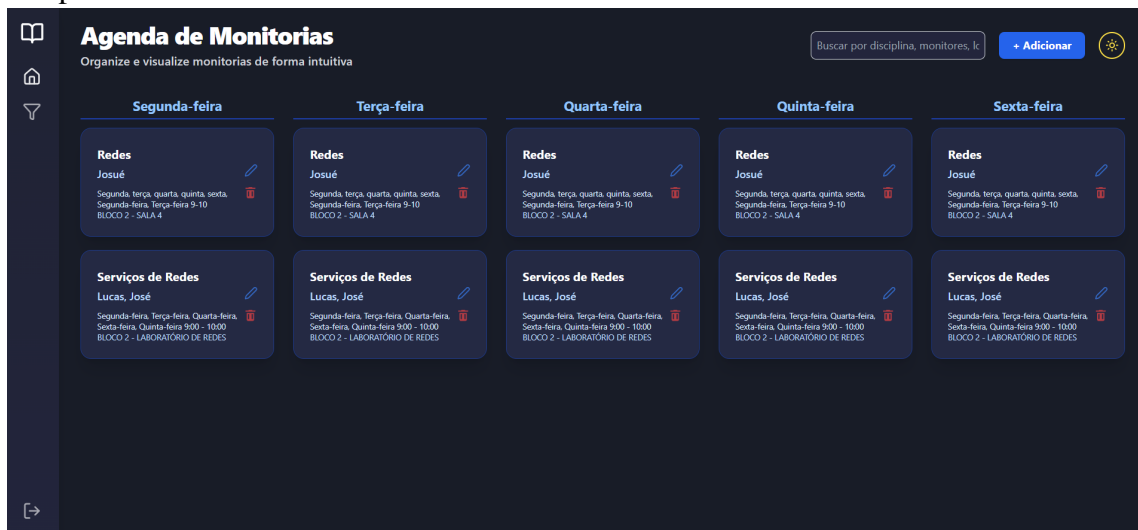 Agenda de Monitorias
Organize e visualize monitorias de forma intuitiva
Buscar por disciplina, monitores, lc
+ Adicionar
Segunda-feira
Terça-feira
Quarta-feira
Quinta-feira
Sexta-feira
Redes
Josué
Segunda, terça, quarta, quinta, sexta,
Segunda-feira, Terça-feira 9-10
BLOCO 2 - SALA 4
Redes
Josué
Segunda, terça, quarta, quinta, sexta,
Segunda-feira, Terça-feira 9-10
BLOCO 2 - SALA 4
Redes
Josué
Segunda, terça, quarta, quinta, sexta,
Segunda-feira, Terça-feira 9-10
BLOCO 2 - SALA 4
Redes
Josué
Segunda, terça, quarta, quinta, sexta,
Segunda-feira, Terça-feira 9-10
BLOCO 2 - SALA 4
Redes
Josué
Segunda, terça, quarta, quinta, sexta,
Segunda-feira, Terça-feira 9-10
BLOCO 2 - SALA 4
Serviços de Redes
Lucas, José
Segunda-feira, Terça-feira, Quarta-feira,
Sexta-feira, Quinta-feira 9:00 - 10:00
BLOCO 2 - LABORATÓRIO DE REDES
Serviços de Redes
Lucas, José
Segunda-feira, Terça-feira, Quarta-feira,
Sexta-feira, Quinta-feira 9:00 - 10:00
BLOCO 2 - LABORATÓRIO DE REDES
Serviços de Redes
Lucas, José
Segunda-feira, Terça-feira, Quarta-feira,
Sexta-feira, Quinta-feira 9:00 - 10:00
BLOCO 2 - LABORATÓRIO DE REDES
Serviços de Redes
Lucas, José
Segunda-feira, Terça-feira, Quarta-feira,
Sexta-feira, Quinta-feira 9:00 - 10:00
BLOCO 2 - LABORATÓRIO DE REDES
Serviços de Redes
Lucas, José
Segunda-feira, Terça-feira, Quarta-feira,
Sexta-feira, Quinta-feira 9:00 - 10:00
BLOCO 2 - LABORATÓRIO DE REDES